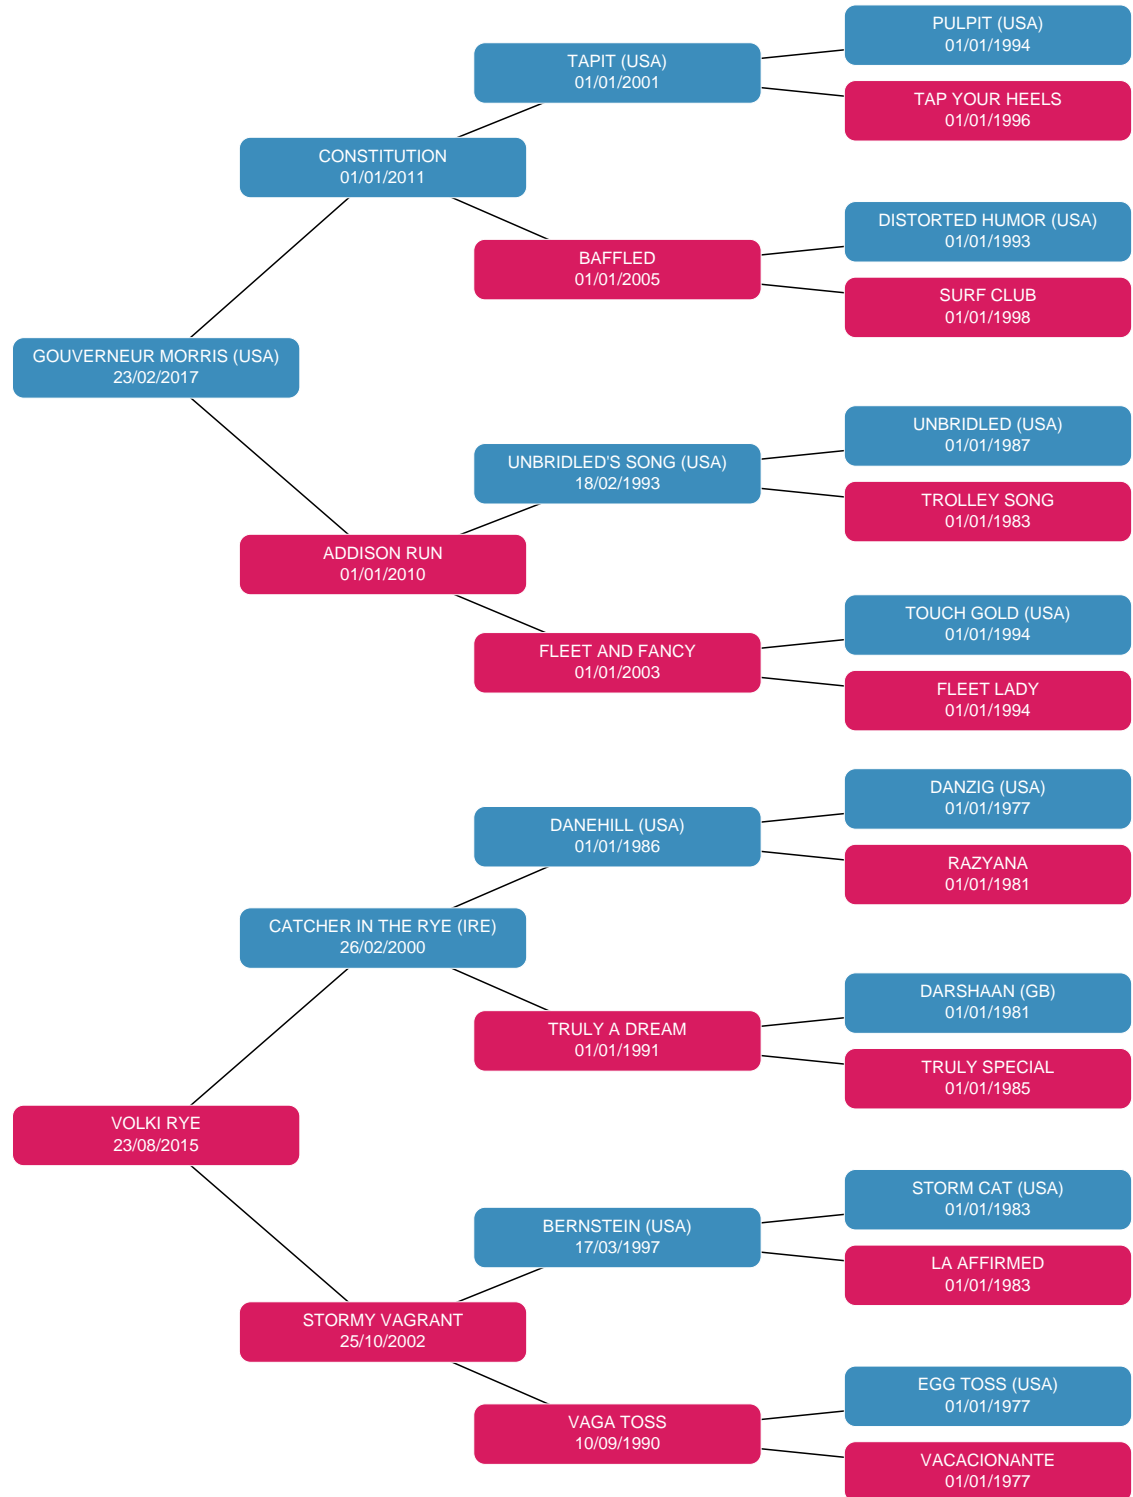 PULPIT (USA)
01/01/1994
TAPIT (USA)
01/01/2001
TAP YOUR HEELS
01/01/1996
CONSTITUTION
01/01/2011
DISTORTED HUMOR (USA)
01/01/1993
BAFFLED
01/01/2005
SURF CLUB
01/01/1998
GOUVERNEUR MORRIS (USA)
23/02/2017
UNBRIDLED (USA)
01/01/1987
UNBRIDLED'S SONG (USA)
18/02/1993
TROLLEY SONG
01/01/1983
ADDISON RUN
01/01/2010
TOUCH GOLD (USA)
01/01/1994
FLEET AND FANCY
01/01/2003
FLEET LADY
01/01/1994
DANZIG (USA)
01/01/1977
DANEHILL (USA)
01/01/1986
RAZYANA
01/01/1981
CATCHER IN THE RYE (IRE)
26/02/2000
DARSHAAN (GB)
01/01/1981
TRULY A DREAM
01/01/1991
TRULY SPECIAL
01/01/1985
VOLKI RYE
23/08/2015
STORM CAT (USA)
01/01/1983
BERNSTEIN (USA)
17/03/1997
LA AFFIRMED
01/01/1983
STORMY VAGRANT
25/10/2002
EGG TOSS (USA)
01/01/1977
VAGA TOSS
10/09/1990
VACACIONANTE
01/01/1977